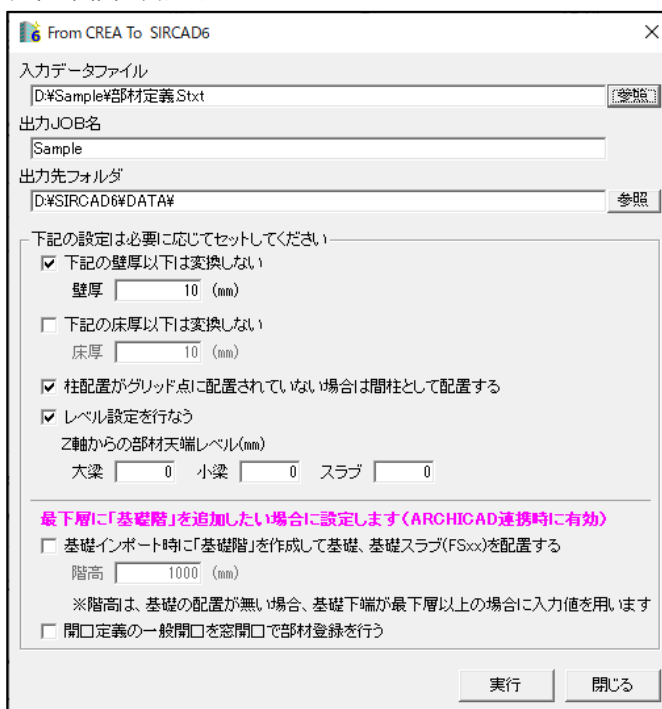 From CREA To SIRCAD6
入力データファイル
D:¥Sample¥部材定義.Stxt
参照
出力JOB名
Sample
出力先フォルダ
D:¥SIRCAD6¥DATA¥
参照
下記の設定は必要に応じてセットしてください
下記の壁厚以下は変換しない
壁厚 10 (mm)
下記の床厚以下は変換しない
床厚 10 (mm)
柱配置がグリッド点に配置されていない場合は間柱として配置する
レベル設定を行なう
Z軸からの部材天端レベル(mm)
大梁 0 小梁 0 スラブ 0
最下層に「基礎階」を追加したい場合に設定します(ARCHICAD連携時に有効)
基礎インポート時に「基礎階」を作成して基礎、基礎スラブ(FSxx)を配置する
階高 1000 (mm)
※階高は、基礎の配置が無い場合、基礎下端が最下層以上の場合に入力値を用います
開口定義の一般開口を窓開口で部材登録を行う
実行 閉じる